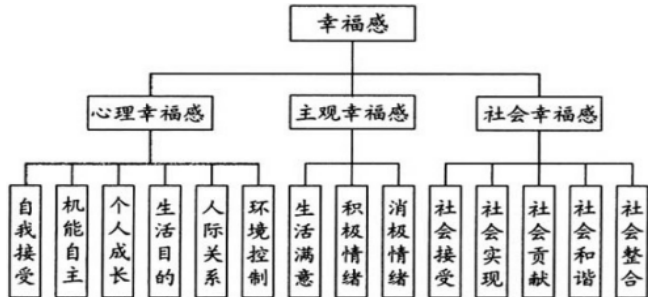 幸福感
心理幸福感
主观幸福感
社会幸福感
自我接受
机能自主
个人成长
生活目的
人际关系
环境控制
生活满意
积极情绪
消极情绪
社会接受
社会实现
社会贡献
社会和谐
社会整合